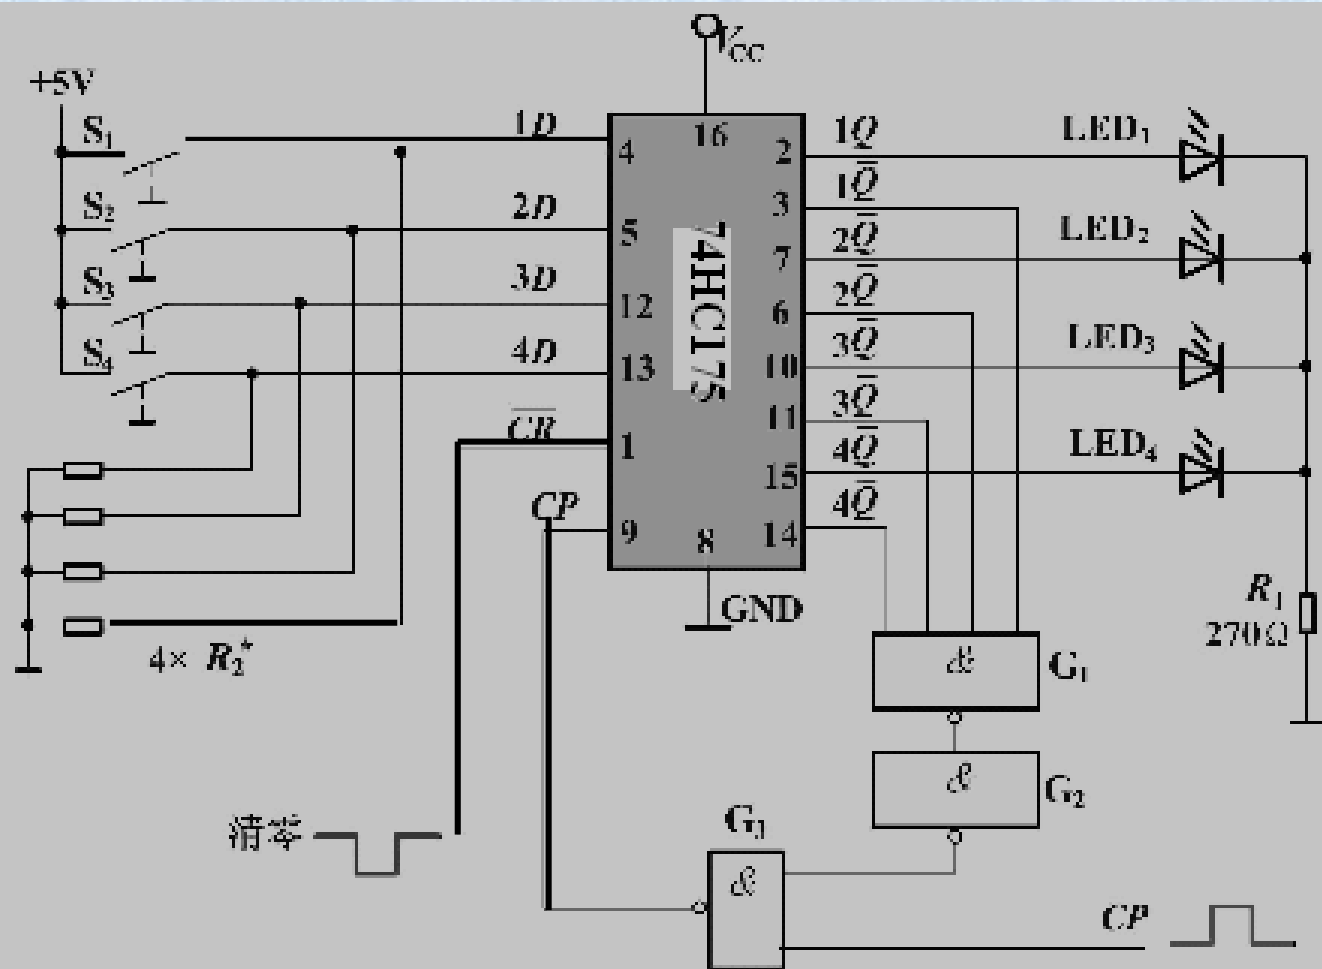 V_CC
+5V
S₁
1D
4
16
2
1Q
LED₁
3
1Q̅
S₂
2D
5
7
2Q
LED₂
6
2Q̅
S₃
3D
12
10
3Q
LED₃
11
3Q̅
S₄
4D
13
15
4Q
LED₄
14
4Q̅
74HC175
C̅R̅
1
CP
9
8
GND
4× R₂*
R₁
270Ω
&
G₁
&
G₂
清零
G₃
&
CP